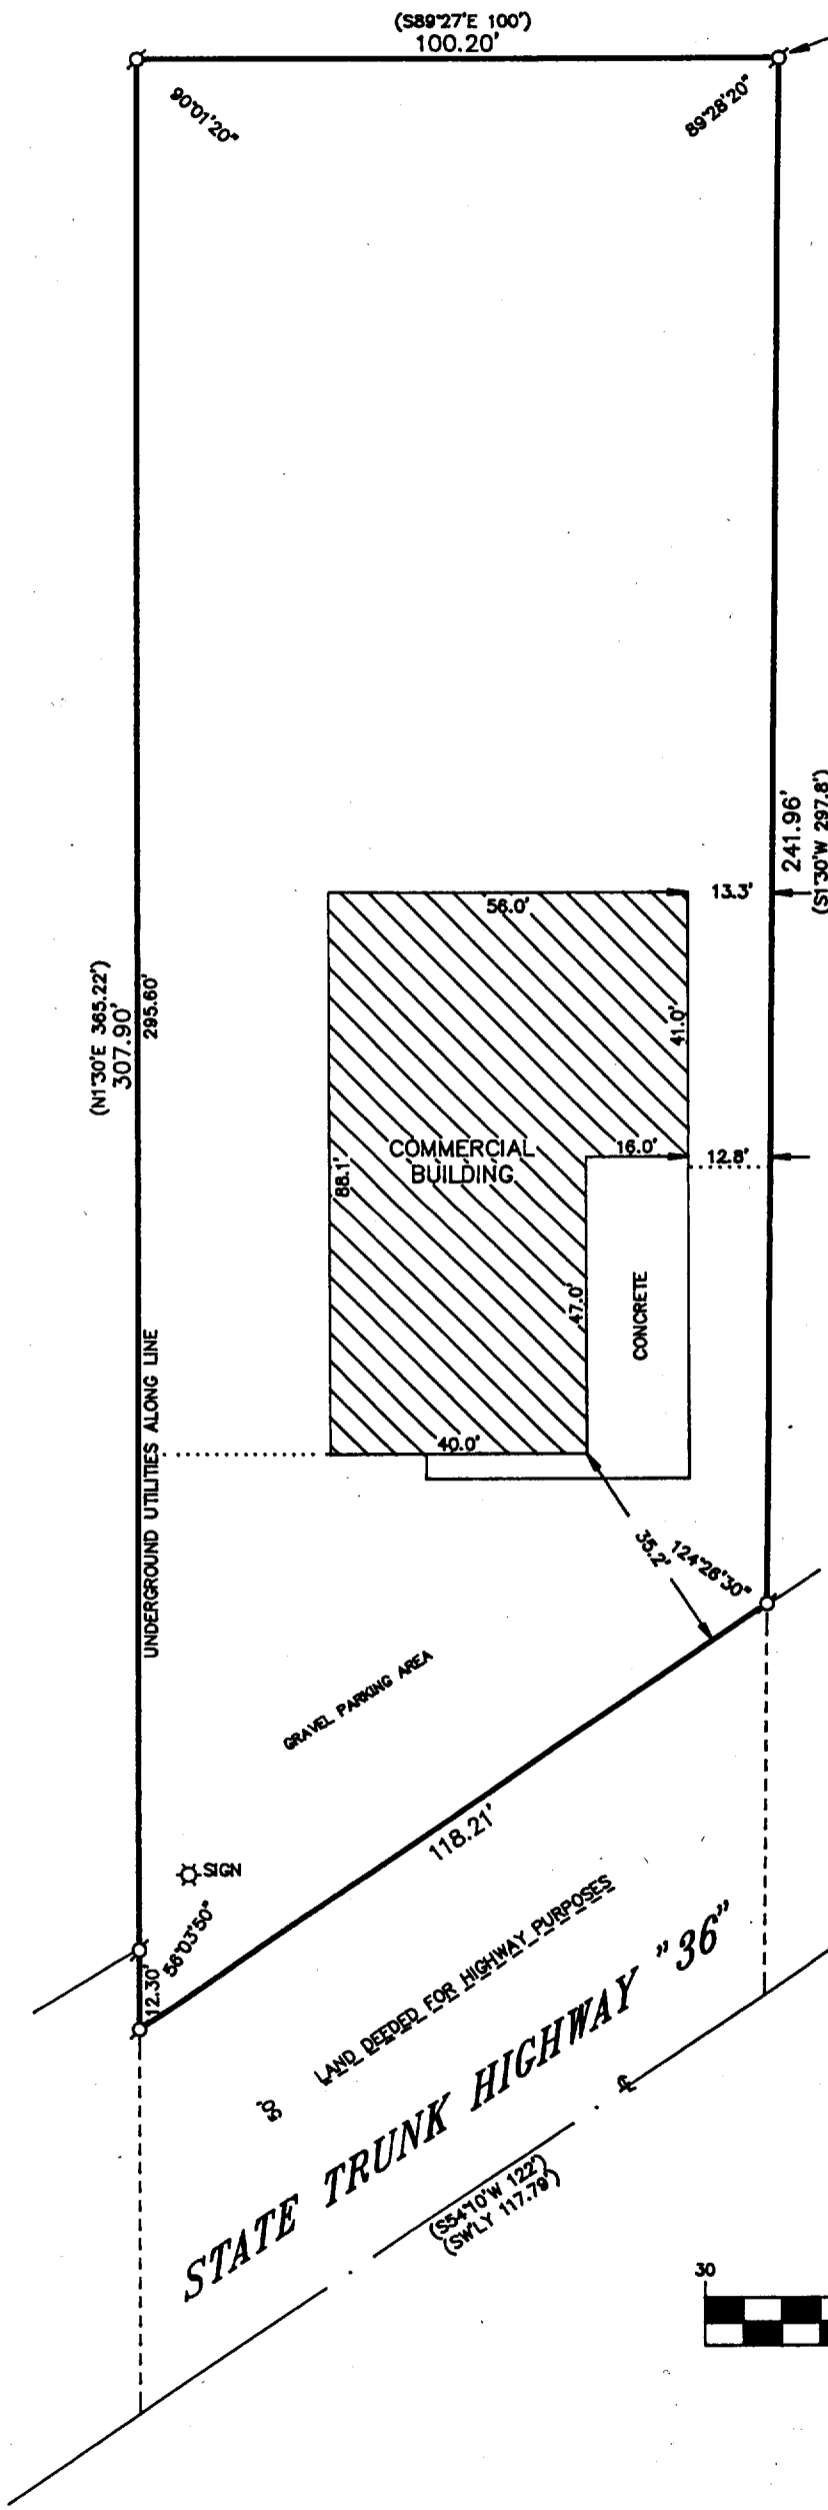 (S89°27'E 100')
100.20'
90°01'20"
89°28'20"
241.96'
(S1°30'W 297.8')
13.3'
56.0'
41.0'
(N1°30'E 365.22')
307.90'
295.60'
COMMERCIAL
BUILDING
16.0'
12.8'
88.1'
47.0'
CONCRETE
40.0'
UNDERGROUND UTILITIES ALONG LINE
35.2'
124°26'30"
GRAVEL PARKING AREA
118.21'
SIGN
56°03'50"
12.30'
LAND DEEDED FOR HIGHWAY PURPOSES
STATE TRUNK HIGHWAY "36"
(S54°10'W 122')
(SW'LY 117.79')
30